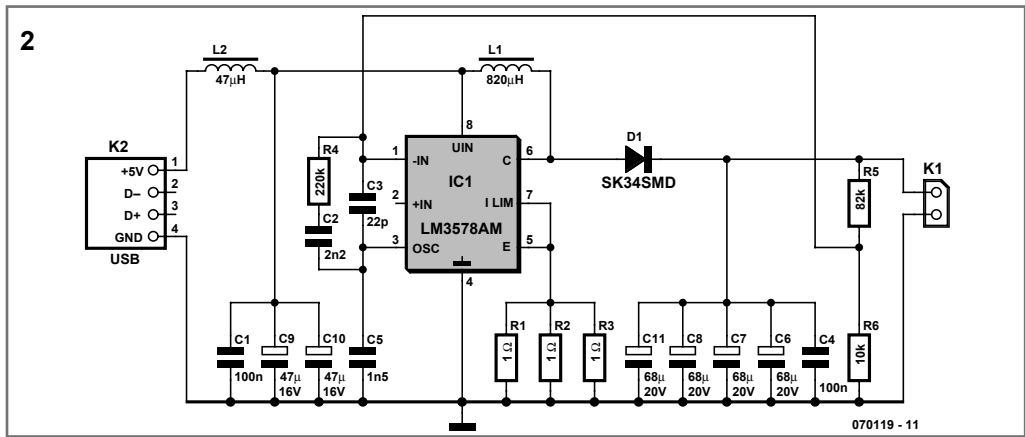 2
L2
47µH
L1
820µH
K2
+5V
1
D–
2
D+
3
GND
4
USB
R4
220k
C3
22p
C2
2n2
1
2
3
8
UIN
-IN
C
6
IC1
+IN
I LIM
7
LM3578AM
OSC
E
5
4
D1
SK34SMD
R5
82k
K1
C1
100n
C9
47µ
16V
C10
47µ
16V
C5
1n5
R1
1 Ω
R2
1 Ω
R3
1 Ω
C11
68µ
20V
C8
68µ
20V
C7
68µ
20V
C6
68µ
20V
C4
100n
R6
10k
070119 - 11